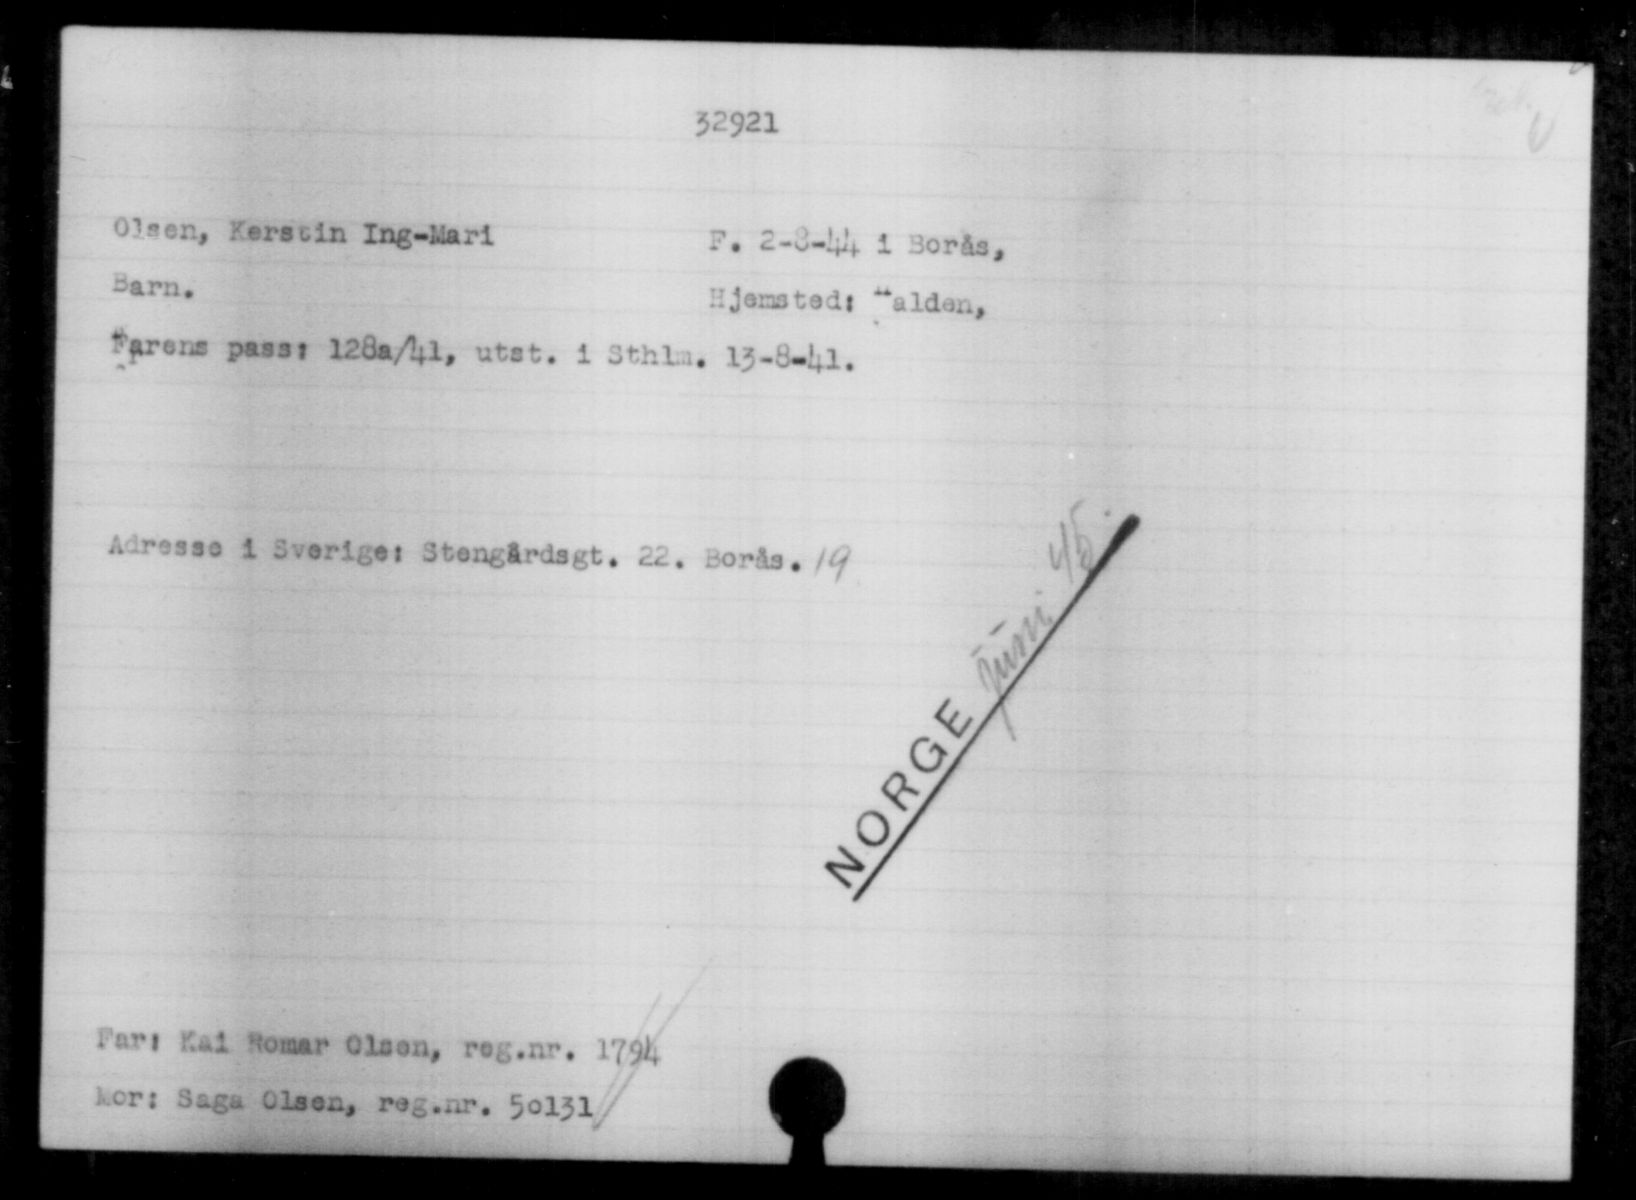 32921
Olsen, Kerstin Ing-Mari F. 2-8-44 i Borås,
Barn. Hjemsted: Halden,
Farens pass: 128a/41, utst. i Sthlm. 13-8-41.
Adresse i Sverige: Stengårdsgt. 22. Borås. 19
NORGE juni 45.
Far: Kai Romar Olsen, reg.nr. 1794
Mor: Saga Olsen, reg.nr. 50131